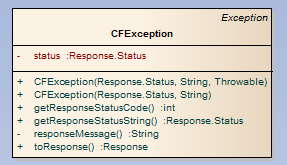 Exception
CFException
- status :Response.Status
+ CFException(Response.Status, String, Throwable)
+ CFException(Response.Status, String)
+ getResponseStatusCode() :int
+ getResponseStatusString() :Response.Status
- responseMessage() :String
+ toResponse() :Response